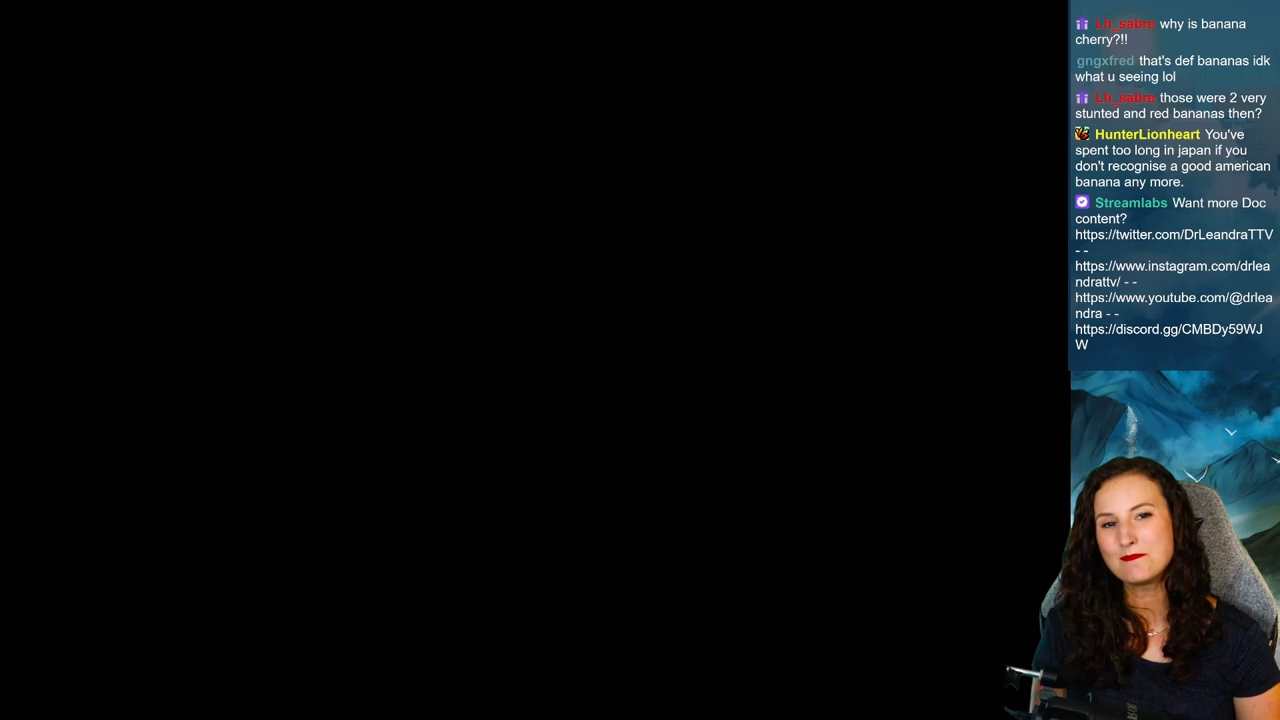 Lh_sabre why is banana
cherry?!!
gngxfred that's def bananas idk
what u seeing lol
Lh_sabre those were 2 very
stunted and red bananas then?
HunterLionheart You've
spent too long in japan if you
don't recognise a good american
banana any more.
Streamlabs Want more Doc
content?
https://twitter.com/DrLeandraTTV
- -
https://www.instagram.com/drlea
ndrattv/ - -
https://www.youtube.com/@drlea
ndra - -
https://discord.gg/CMBDy59WJ
W